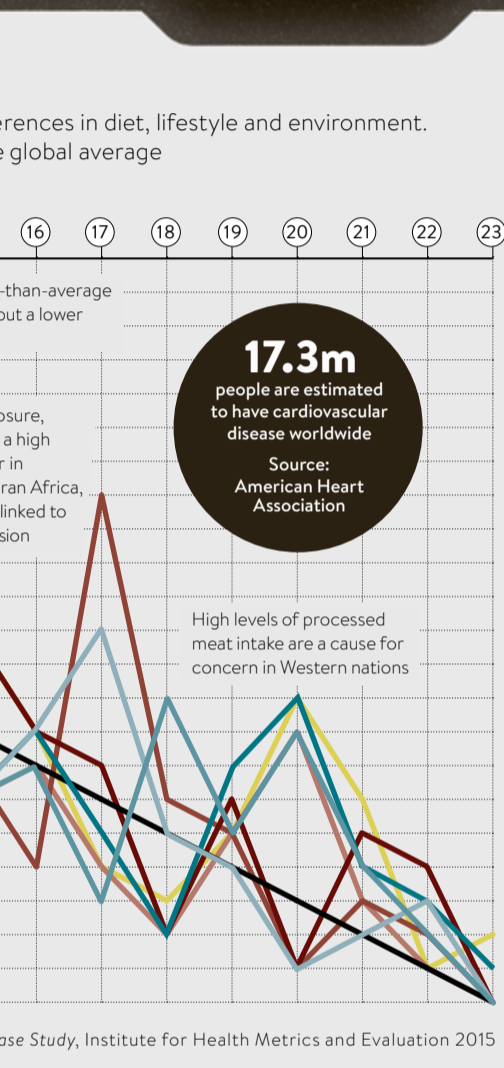 erences in diet, lifestyle and environment.
e global average
16 17 18 19 20 21 22 23
-than-average
but a lower
17.3m
people are estimated
to have cardiovascular
disease worldwide
Source:
American Heart
Association
osure,
a high
r in
ran Africa,
linked to
sion
High levels of processed
meat intake are a cause for
concern in Western nations
ase Study, Institute for Health Metrics and Evaluation 2015